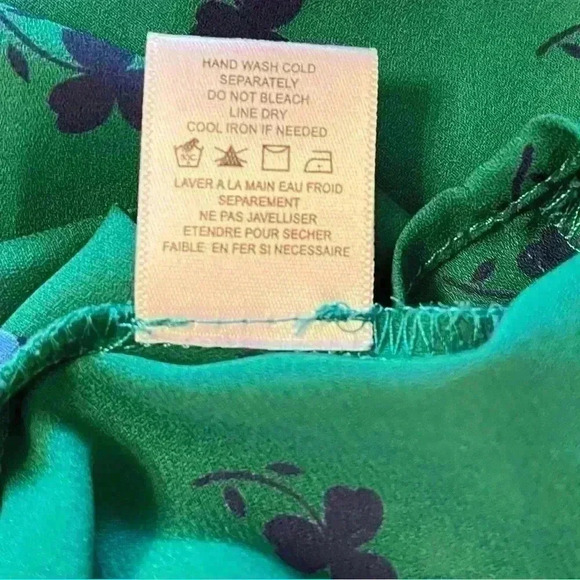 HAND WASH COLD
SEPARATELY
DO NOT BLEACH
LINE DRY
COOL IRON IF NEEDED
LAVER A LA MAIN EAU FROID
SEPAREMENT
NE PAS JAVELLISER
ETENDRE POUR SECHER
FAIBLE EN FER SI NECESSAIRE